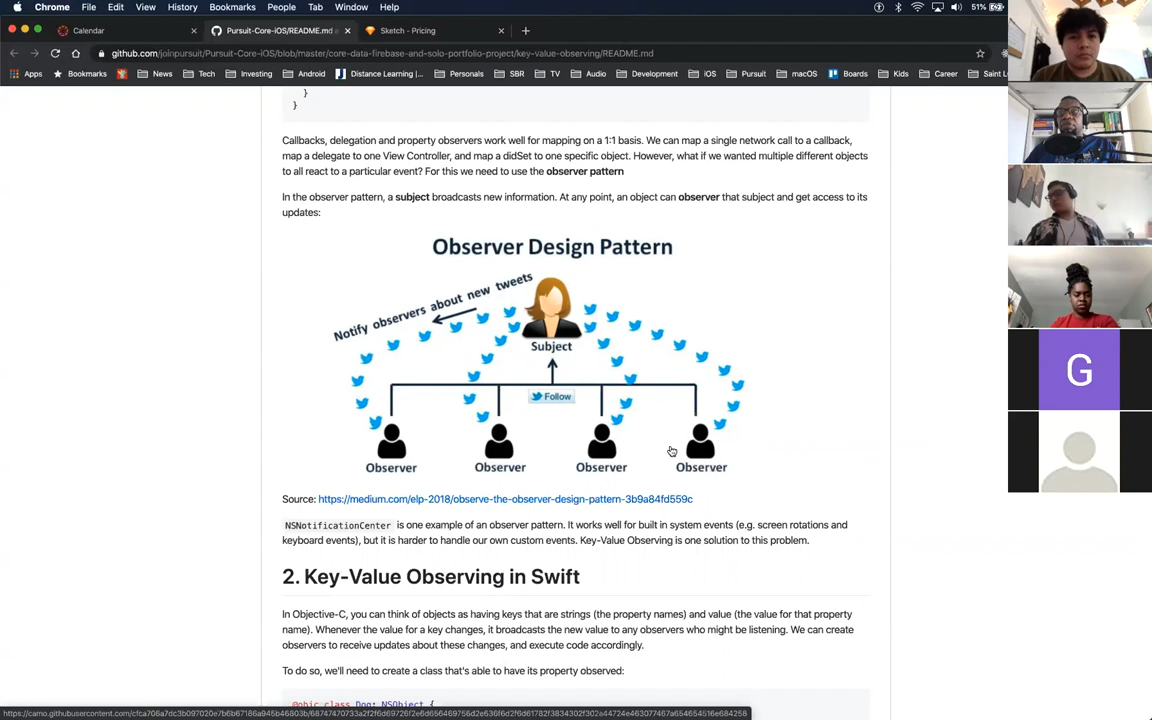 Chrome File Edit View History Bookmarks People Tab Window Help 51%
Calendar Pursuit-Core-iOS/README.md Sketch - Pricing
github.com/joinpursuit/Pursuit-Core-iOS/blob/master/core-data-firebase-and-solo-portfolio-project/key-value-observing/README.md
Apps Bookmarks News Tech Investing Android Distance Learning |... Personals SBR TV Audio Development iOS Pursuit macOS Boards Kids Career Saint L
}
}
Callbacks, delegation and property observers work well for mapping on a 1:1 basis. We can map a single network call to a callback,
map a delegate to one View Controller, and map a didSet to one specific object. However, what if we wanted multiple different objects
to all react to a particular event? For this we need to use the observer pattern
In the observer pattern, a subject broadcasts new information. At any point, an object can observer that subject and get access to its
updates:
Observer Design Pattern
Notify observers about new tweets
Subject
Follow
Observer Observer Observer Observer
Source: https://medium.com/elp-2018/observe-the-observer-design-pattern-3b9a84fd559c
NSNotificationCenter is one example of an observer pattern. It works well for built in system events (e.g. screen rotations and
keyboard events), but it is harder to handle our own custom events. Key-Value Observing is one solution to this problem.
2. Key-Value Observing in Swift
In Objective-C, you can think of objects as having keys that are strings (the property names) and value (the value for that property
name). Whenever the value for a key changes, it broadcasts the new value to any observers who might be listening. We can create
observers to receive updates about these changes, and execute code accordingly.
To do so, we'll need to create a class that's able to have its property observed:
@objc class Dog: NSObject {
G